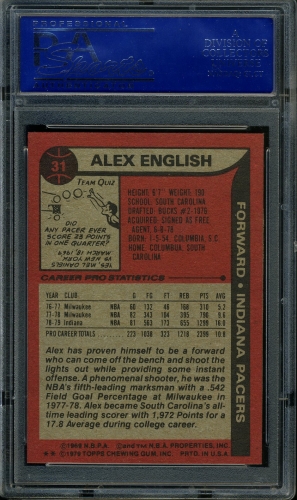 PROFESSIONAL
A
DIVISION OF
31
ALEX ENGLISH
TEAM QUIZ
DID
ANY PACER EVER
SCORE 25 POINTS
IN ONE QUARTER?
HEIGHT: 6'7" WEIGHT: 190
SCHOOL: SOUTH CAROLINA
DRAFTED: BUCKS #2-1976
ACQUIRED: SIGNED AS FREE
AGENT, 6-8-78
BORN: 1-5-54, COLUMBIA, S.C.
HOME: COLUMBIA, SOUTH
CAROLINA
FORWARD • INDIANA PACERS
CAREER PRO STATISTICS
YEAR CLUB G FG FT REB PTS AVG
76-77 Milwaukee NBA 60 132 46 168 310 5.2
77-78 Milwaukee NBA 82 343 104 395 790 9.6
78-79 Indiana NBA 81 563 173 655 1299 16.0
PRO CAREER TOTALS 223 1038 323 1218 2399 10.8
Alex has proven himself to be a forward
who can come off the bench and shoot the
lights out while providing some instant
offense. A phenomenal shooter, he was the
NBA's fifth-leading marksman with a .542
Field Goal Percentage at Milwaukee in
1977-78. Alex became South Carolina's all-
time leading scorer with 1,972 Points for a
17.8 Average during college career.
N.B.P.A. N.B.A. PROPERTIES, INC.
© 1979 TOPPS CHEWING GUM, INC. PRTD. IN U.S.A.